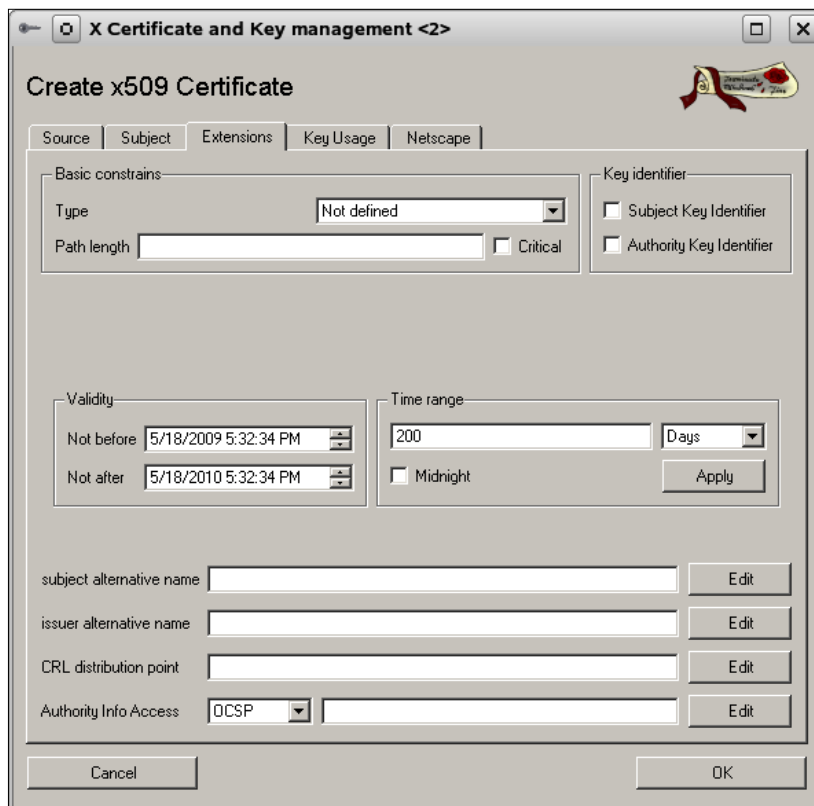 X Certificate and Key management <2>
Create x509 Certificate
Source Subject Extensions Key Usage Netscape
Basic constrains
Key identifier
Type Not defined
Subject Key Identifier
Path length Critical
Authority Key Identifier
Validity
Time range
Not before 5/18/2009 5:32:34 PM
200 Days
Not after 5/18/2010 5:32:34 PM
Midnight Apply
subject alternative name Edit
issuer alternative name Edit
CRL distribution point Edit
Authority Info Access OCSP Edit
Cancel OK